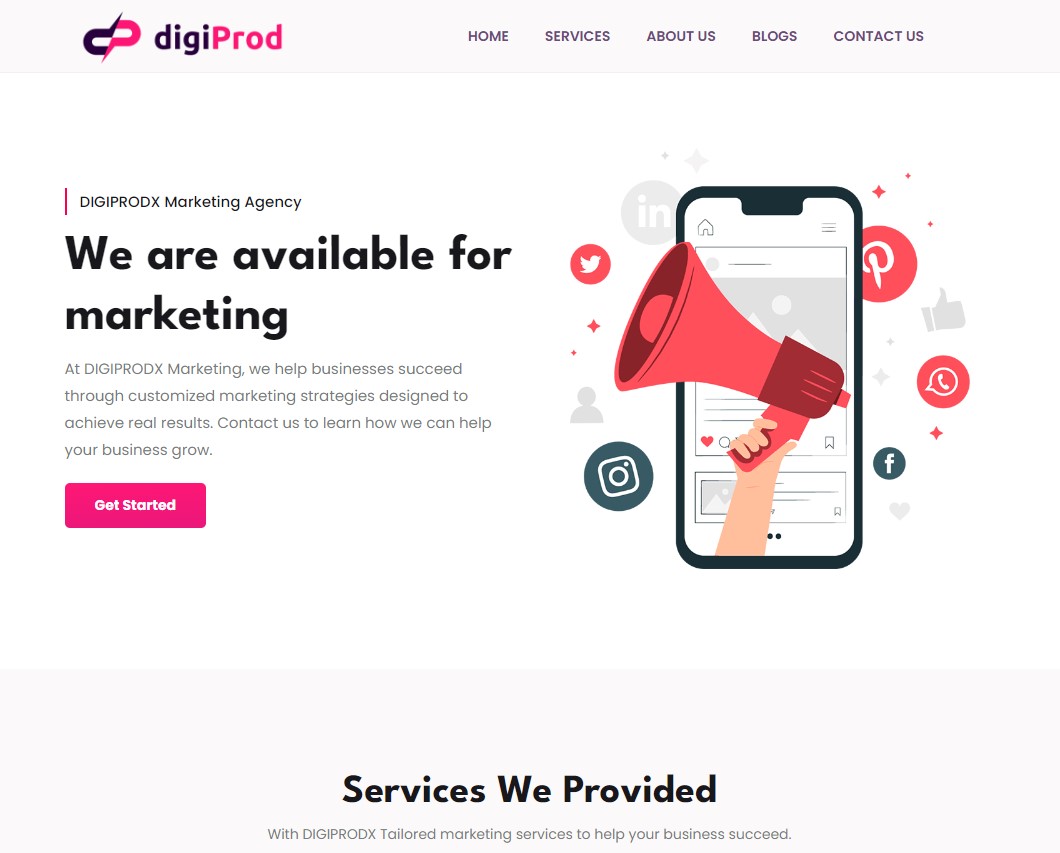 digiProd
HOME SERVICES ABOUT US BLOGS CONTACT US
DIGIPRODX Marketing Agency
We are available for
marketing
At DIGIPRODX Marketing, we help businesses succeed
through customized marketing strategies designed to
achieve real results. Contact us to learn how we can help
your business grow.
Get Started
in
f
Services We Provided
With DIGIPRODX Tailored marketing services to help your business succeed.